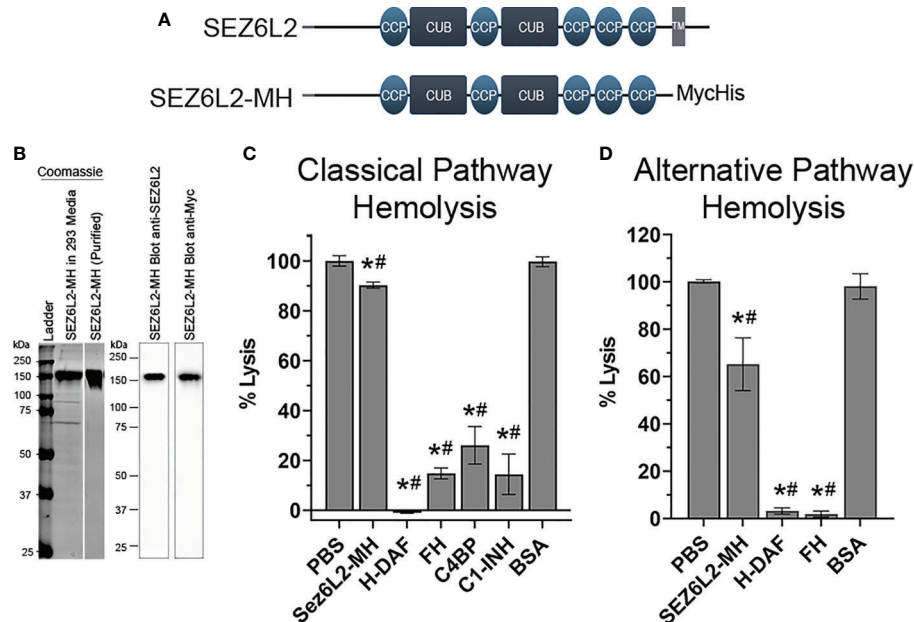 A
SEZ6L2
CCP CUB CCP CUB CCP CCP CCP TM
SEZ6L2-MH
CCP CUB CCP CUB CCP CCP CCP
MycHis
B
Coomassie
Ladder
SEZ6L2-MH in 293 Media
SEZ6L2-MH (Purified)
SEZ6L2-MH Blot anti-SEZ6L2
SEZ6L2-MH Blot anti-Myc
kDa
250
150
100
75
50
37
25
kDa
250
150
100
75
50
37
25
C
Classical Pathway
Hemolysis
% Lysis
100
80
60
40
20
0
*#
*#
*#
*#
*#
PBS
Sez6L2-MH
H-DAF
FH
C4BP
C1-INH
BSA
D
Alternative Pathway
Hemolysis
% Lysis
120
100
80
60
40
20
0
*#
*#
*#
PBS
SEZ6L2-MH
H-DAF
FH
BSA